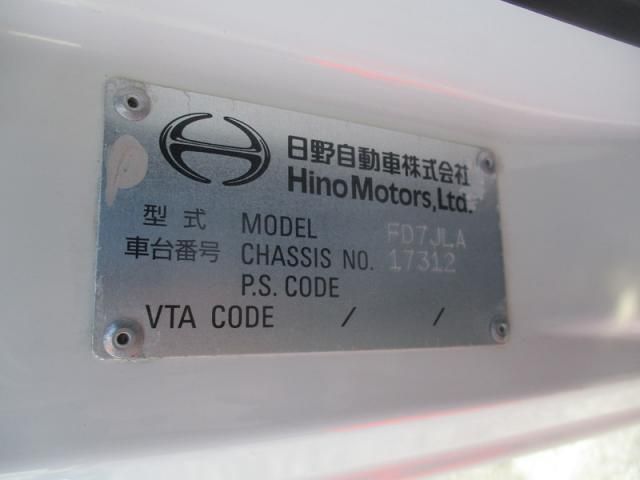 日野自動車株式会社
Hino Motors, Ltd.
型式 MODEL FD7JLA
車台番号 CHASSIS NO. 17312
P.S. CODE
VTA CODE / /